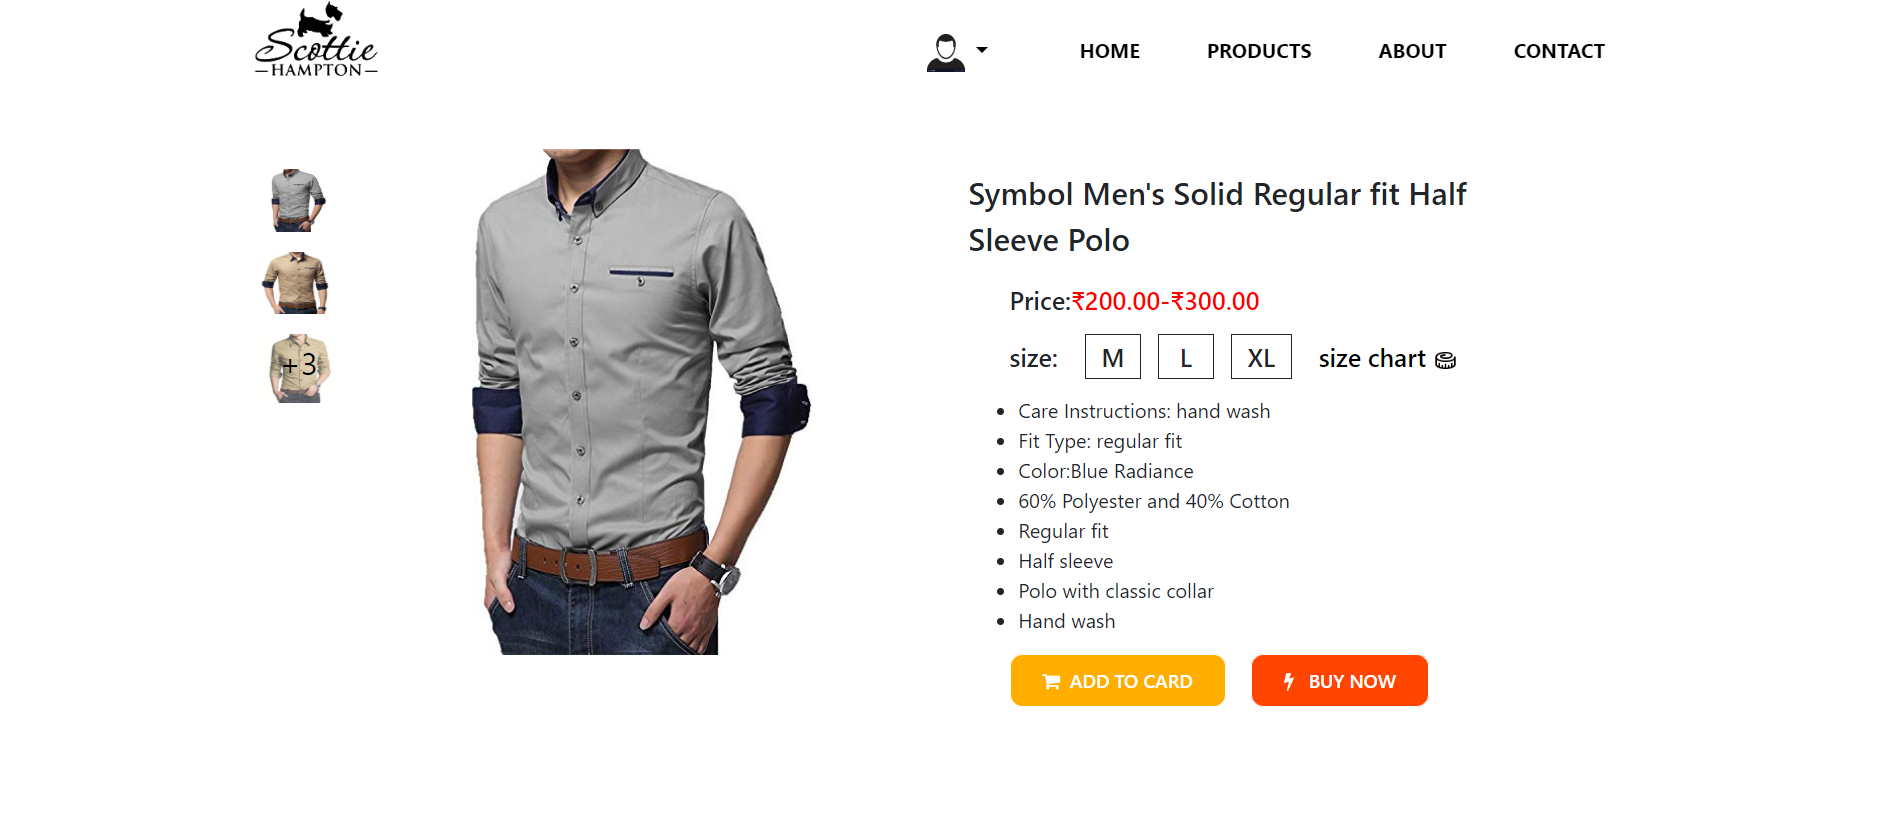 Scottie
HAMPTON
HOME PRODUCTS ABOUT CONTACT
+3
Symbol Men's Solid Regular fit Half
Sleeve Polo
Price:₹200.00-₹300.00
size: M L XL size chart
Care Instructions: hand wash
Fit Type: regular fit
Color:Blue Radiance
60% Polyester and 40% Cotton
Regular fit
Half sleeve
Polo with classic collar
Hand wash
ADD TO CARD BUY NOW